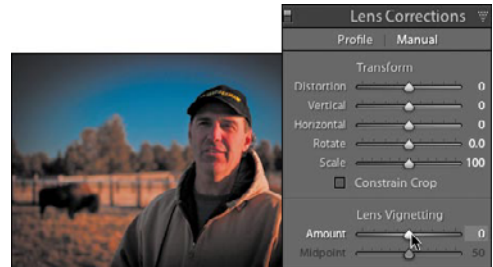 Lens Corrections
Profile | Manual
Transform
Distortion 0
Vertical 0
Horizontal 0
Rotate 0.0
Scale 100
Constrain Crop
Lens Vignetting
Amount 0
Midpoint 50